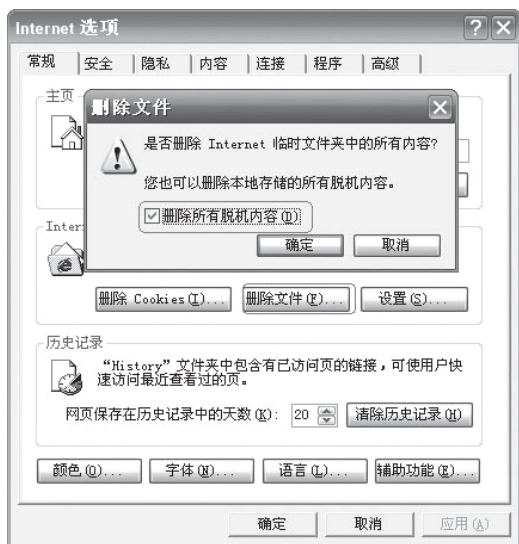 Internet 选项
常规 安全 隐私 内容 连接 程序 高级
主页
删除文件
是否删除 Internet 临时文件夹中的所有内容?
您也可以删除本地存储的所有脱机内容。
删除所有脱机内容(D)
确定 取消
Inter
删除 Cookies(I)... 删除文件(F)... 设置(S)...
历史记录
“History”文件夹中包含有已访问页的链接，可使用户快
速访问最近查看过的页。
网页保存在历史记录中的天数(K): 20 清除历史记录(H)
颜色(O)... 字体(N)... 语言(L)... 辅助功能(E)...
确定 取消 应用(A)